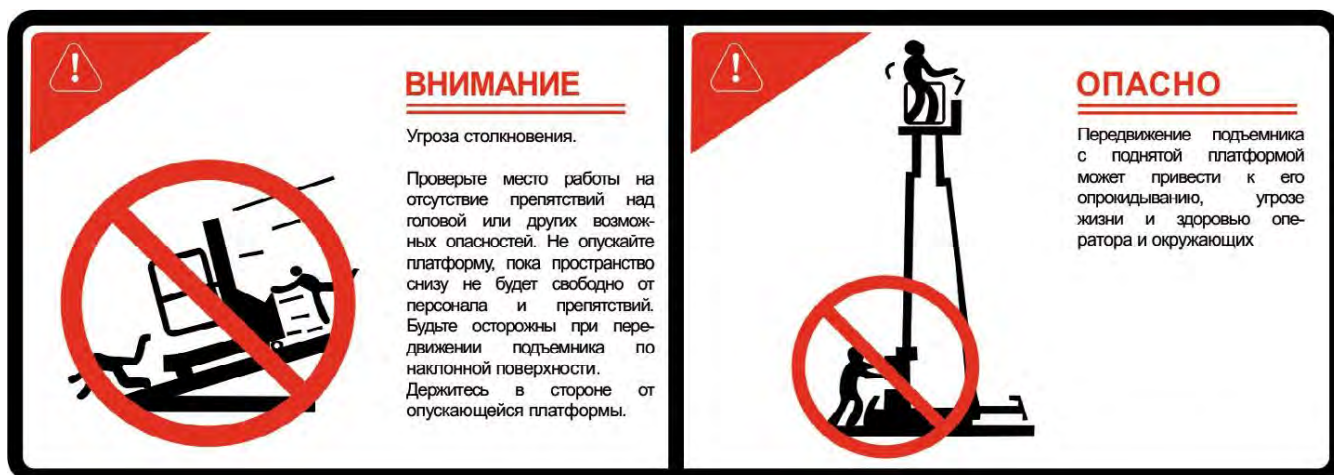 ВНИМАНИЕ
Угроза столкновения.
Проверьте место работы на
отсутствие препятствий над
головой или других возмож-
ных опасностей. Не опускайте
платформу, пока пространство
снизу не будет свободно от
персонала и препятствий.
Будьте осторожны при пере-
движении подъемника по
наклонной поверхности.
Держитесь в стороне от
опускающейся платформы.
ОПАСНО
Передвижение подъемника
с поднятой платформой
может привести к его
опрокидыванию, угрозе
жизни и здоровью опе-
ратора и окружающих